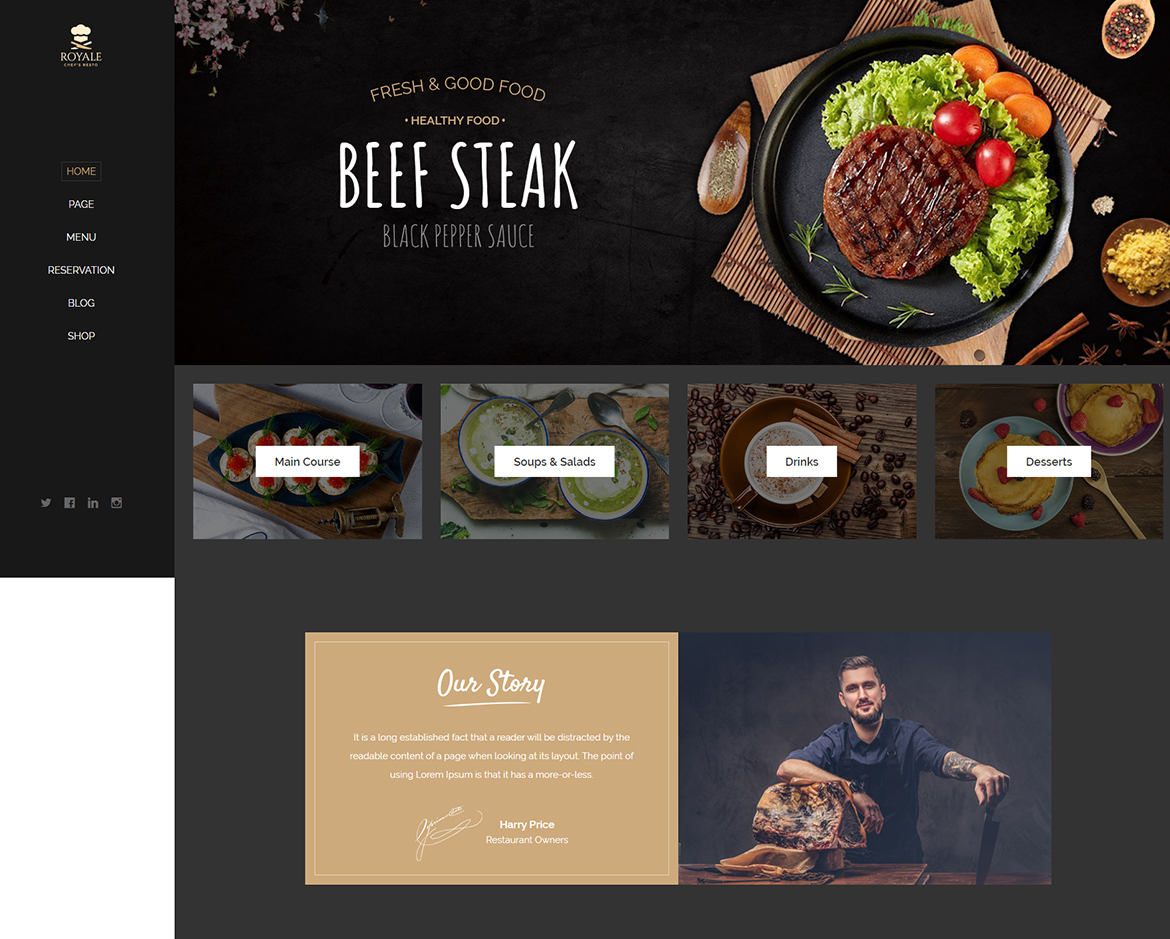 ROYALE
CHEF'S RESTO
HOME
PAGE
MENU
RESERVATION
BLOG
SHOP
FRESH & GOOD FOOD
• HEALTHY FOOD •
BEEF STEAK
BLACK PEPPER SAUCE
Main Course
Soups & Salads
Drinks
Desserts
Our Story
It is a long established fact that a reader will be distracted by the
readable content of a page when looking at its layout. The point of
using Lorem Ipsum is that it has a more-or-less.
Harry Price
Restaurant Owners